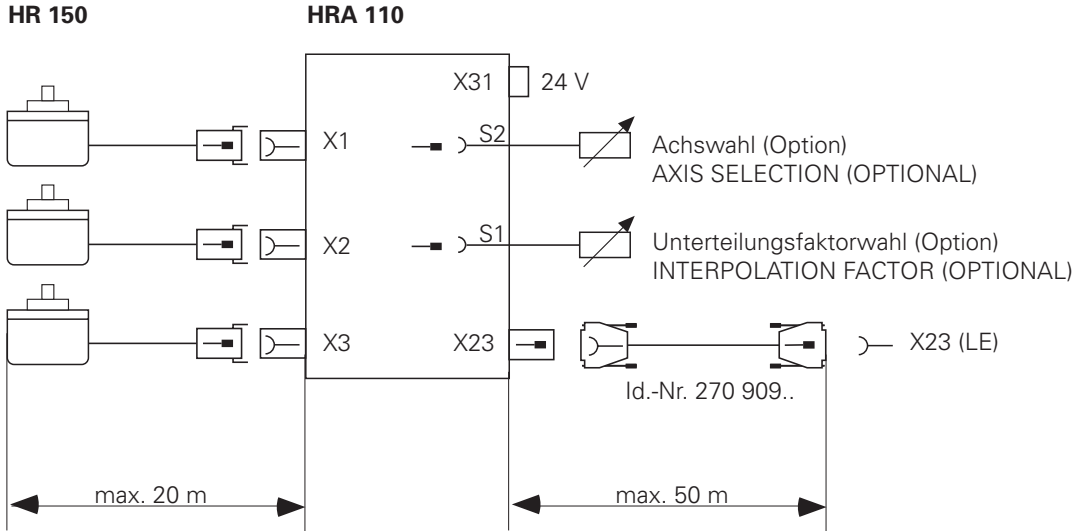 HR 150
HRA 110
X31
24 V
X1
S2
Achswahl (Option)
AXIS SELECTION (OPTIONAL)
X2
S1
Unterteilungsfaktorwahl (Option)
INTERPOLATION FACTOR (OPTIONAL)
X3
X23
X23 (LE)
Id.-Nr. 270 909..
max. 20 m
max. 50 m